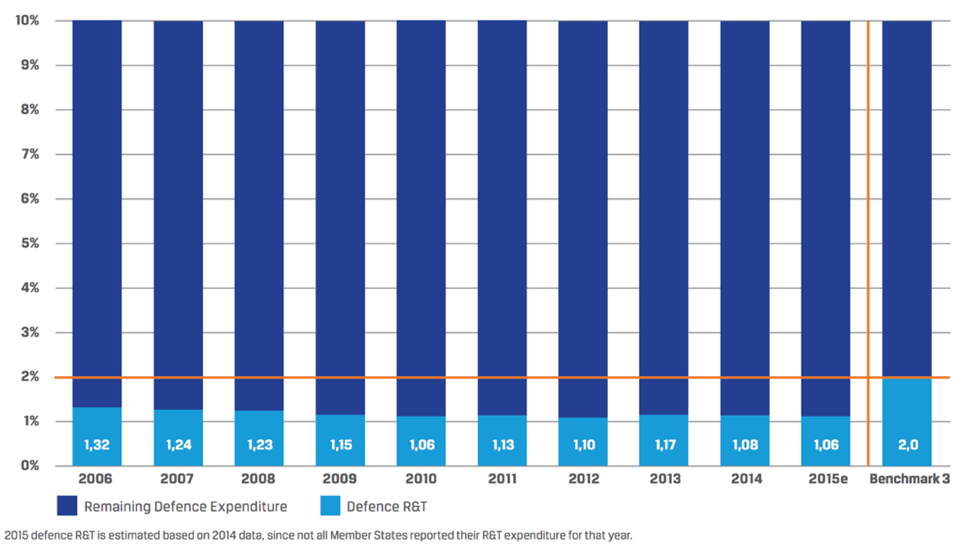 10%
9%
8%
7%
6%
5%
4%
3%
2%
1%
0%
1,32 1,24 1,23 1,15 1,06 1,13 1,10 1,17 1,08 1,06 2,0
2006 2007 2008 2009 2010 2011 2012 2013 2014 2015e Benchmark 3
Remaining Defence Expenditure Defence R&T
2015 defence R&T is estimated based on 2014 data, since not all Member States reported their R&T expenditure for that year.